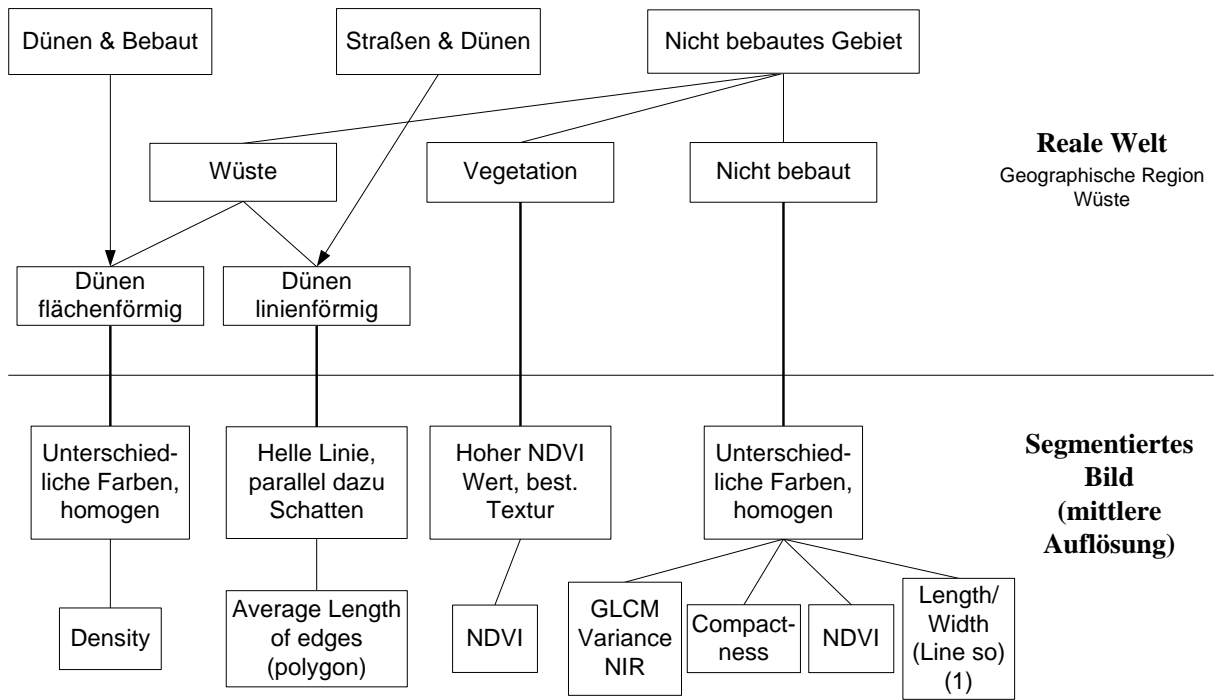 Dünen & Bebaut
Straßen & Dünen
Nicht bebautes Gebiet
Wüste
Vegetation
Nicht bebaut
Reale Welt
Geographische Region
Wüste
Dünen
flächenförmig
Dünen
linienförmig
Unterschied-
liche Farben,
homogen
Helle Linie,
parallel dazu
Schatten
Hoher NDVI
Wert, best.
Textur
Unterschied-
liche Farben,
homogen
Segmentiertes
Bild
(mittlere
Auflösung)
Density
Average Length
of edges
(polygon)
NDVI
GLCM
Variance
NIR
Compact-
ness
NDVI
Length/
Width
(Line so)
(1)